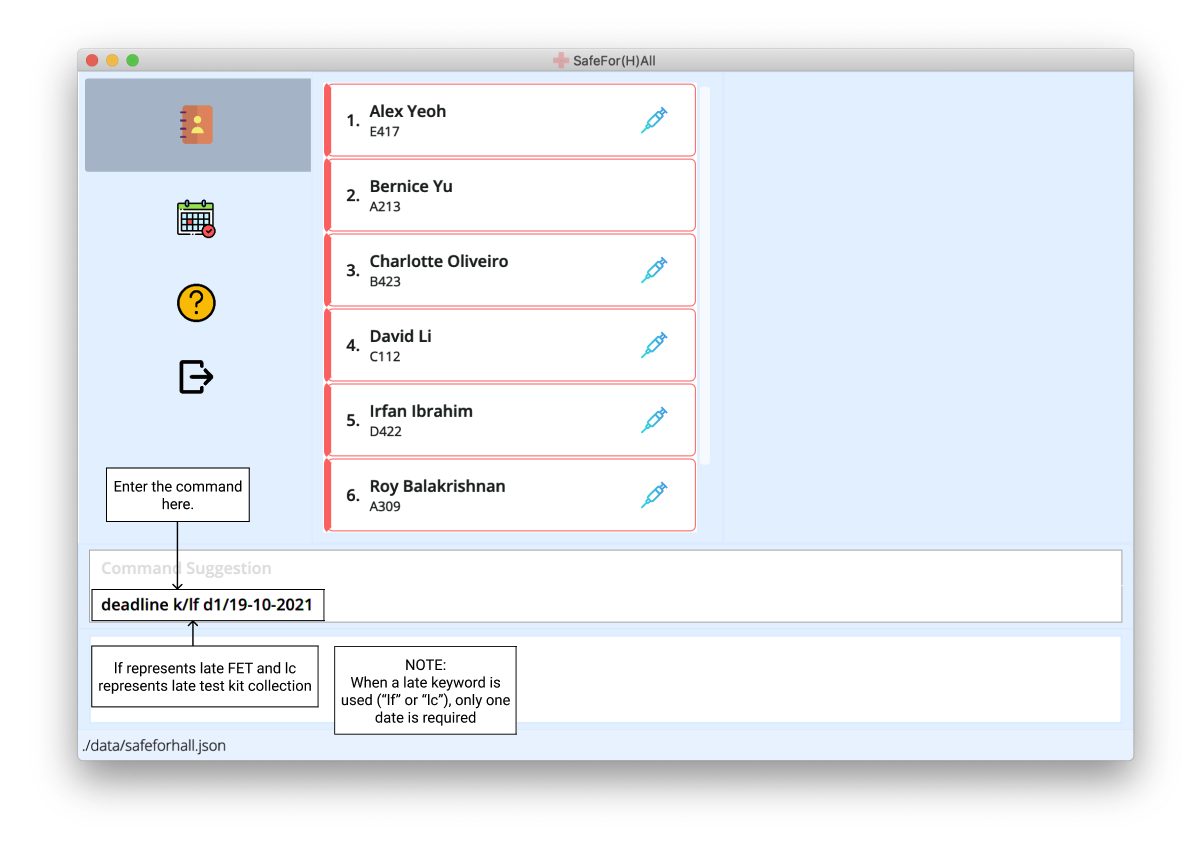 SafeFor(H)All
1. Alex Yeoh
E417
2. Bernice Yu
A213
3. Charlotte Oliveiro
B423
4. David Li
C112
5. Irfan Ibrahim
D422
6. Roy Balakrishnan
A309
Enter the command
here.
Command Suggestion
deadline k/lf d1/19-10-2021
lf represents late FET and lc
represents late test kit collection
NOTE:
When a late keyword is
used (“lf” or “lc”), only one
date is required
./data/safeforhall.json